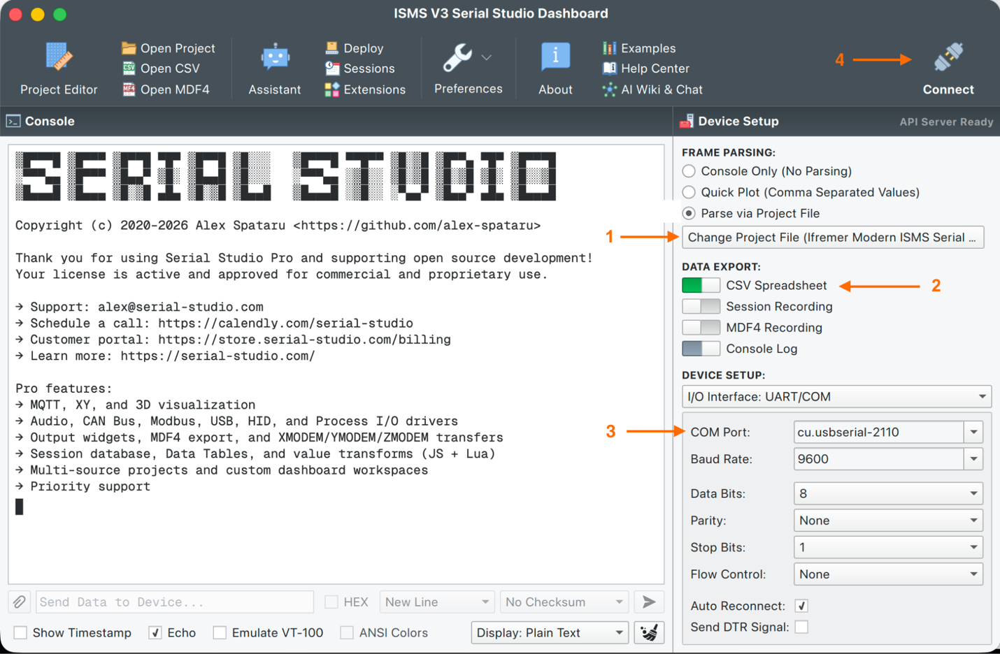 ISMS V3 Serial Studio Dashboard
Project Editor
Open Project
Open CSV
Open MDF4
Assistant
Deploy
Sessions
Extensions
Preferences
About
Examples
Help Center
AI Wiki & Chat
4
Connect
Console
SERIAL STUDIO
Copyright (c) 2020-2026 Alex Spataru <https://github.com/alex-spataru>
Thank you for using Serial Studio Pro and supporting open source development!
Your license is active and approved for commercial and proprietary use.
→ Support: alex@serial-studio.com
→ Schedule a call: https://calendly.com/serial-studio
→ Customer portal: https://store.serial-studio.com/billing
→ Learn more: https://serial-studio.com/
Pro features:
→ MQTT, XY, and 3D visualization
→ Audio, CAN Bus, Modbus, USB, HID, and Process I/O drivers
→ Output widgets, MDF4 export, and XMODEM/YMODEM/ZMODEM transfers
→ Session database, Data Tables, and value transforms (JS + Lua)
→ Multi-source projects and custom dashboard workspaces
→ Priority support
Send Data to Device...
HEX
New Line
No Checksum
Show Timestamp
Echo
Emulate VT-100
ANSI Colors
Display: Plain Text
Device Setup
API Server Ready
FRAME PARSING:
Console Only (No Parsing)
Quick Plot (Comma Separated Values)
Parse via Project File
1
Change Project File (Ifremer Modern ISMS Serial ...
DATA EXPORT:
CSV Spreadsheet
2
Session Recording
MDF4 Recording
Console Log
DEVICE SETUP:
I/O Interface: UART/COM
3
COM Port: cu.usbserial-2110
Baud Rate: 9600
Data Bits: 8
Parity: None
Stop Bits: 1
Flow Control: None
Auto Reconnect:
Send DTR Signal: